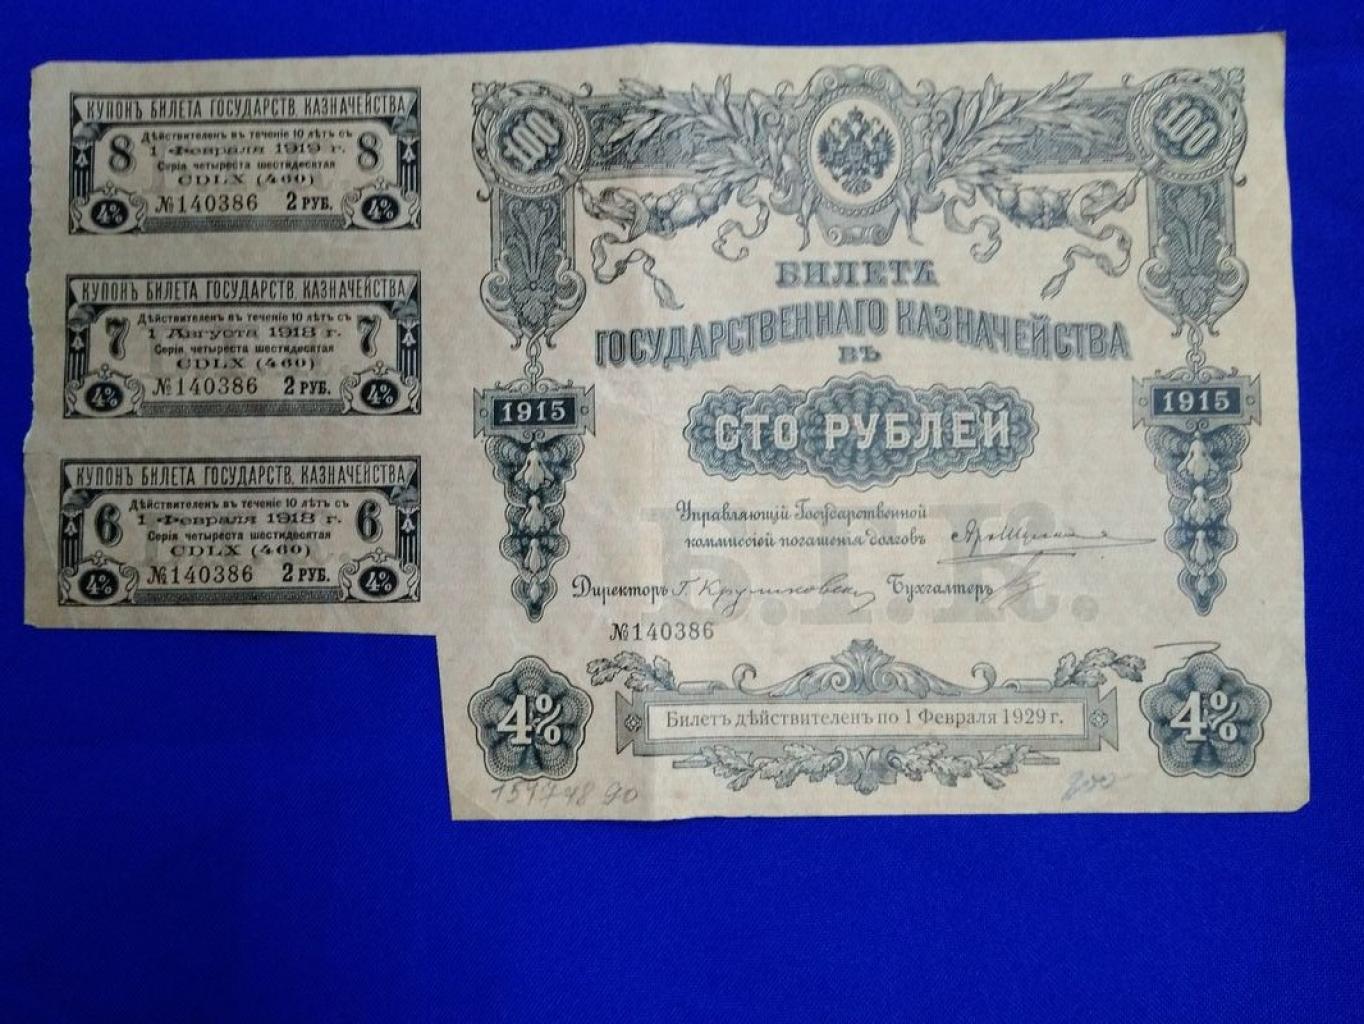 КУПОНЪ БИЛЕТА ГОСУДАРСТВ. КАЗНАЧЕЙСТВА
Дѣйствителенъ въ теченіе 10 лѣтъ съ
8 1 Февраля 1919 г. 8
Серія четыреста шестидесятая
CDLX (460)
№140386 2 РУБ.
4% 4%
КУПОНЪ БИЛЕТА ГОСУДАРСТВ. КАЗНАЧЕЙСТВА
Дѣйствителенъ въ теченіе 10 лѣтъ съ
7 1 Августа 1918 г. 7
Серія четыреста шестидесятая
CDLX (460)
№140386 2 РУБ.
4% 4%
КУПОНЪ БИЛЕТА ГОСУДАРСТВ. КАЗНАЧЕЙСТВА
Дѣйствителенъ въ теченіе 10 лѣтъ съ
6 1 Февраля 1918 г. 6
Серія четыреста шестидесятая
CDLX (460)
№140386 2 РУБ.
4% 4%
100 100
БИЛЕТЪ
ГОСУДАРСТВЕННАГО КАЗНАЧЕЙСТВА
ВЪ
1915 СТО РУБЛЕЙ 1915
Управляющій Государственной
коммиссіей погашенія долговъ
Директоръ Бухгалтеръ
№140386
4% Билетъ дѣйствителенъ по 1 Февраля 1929 г. 4%